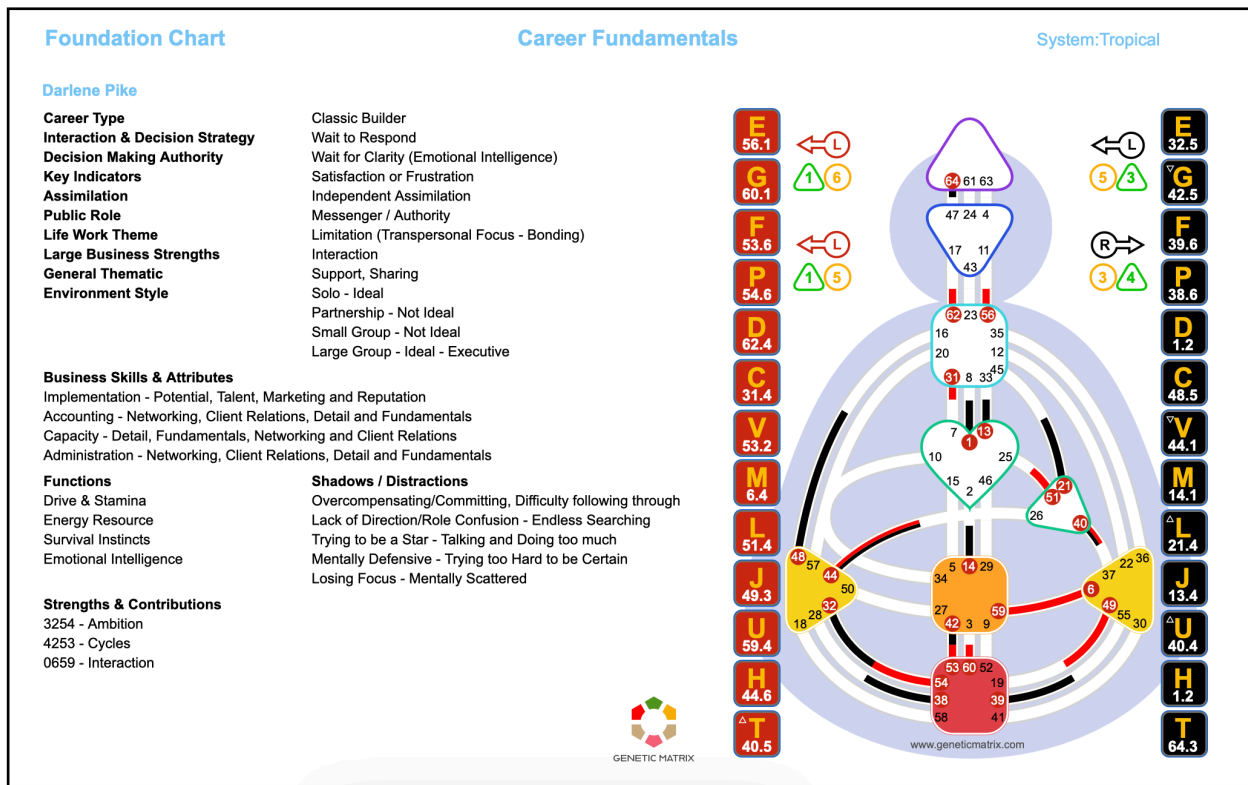 Foundation Chart
Career Fundamentals
System:Tropical
Darlene Pike
Career Type Classic Builder
Interaction & Decision Strategy Wait to Respond
Decision Making Authority Wait for Clarity (Emotional Intelligence)
Key Indicators Satisfaction or Frustration
Assimilation Independent Assimilation
Public Role Messenger / Authority
Life Work Theme Limitation (Transpersonal Focus - Bonding)
Large Business Strengths Interaction
General Thematic Support, Sharing
Environment Style Solo - Ideal
Partnership - Not Ideal
Small Group - Not Ideal
Large Group - Ideal - Executive
Business Skills & Attributes
Implementation - Potential, Talent, Marketing and Reputation
Accounting - Networking, Client Relations, Detail and Fundamentals
Capacity - Detail, Fundamentals, Networking and Client Relations
Administration - Networking, Client Relations, Detail and Fundamentals
Functions
Drive & Stamina
Energy Resource
Survival Instincts
Emotional Intelligence
Shadows / Distractions
Overcompensating/Committing, Difficulty following through
Lack of Direction/Role Confusion - Endless Searching
Trying to be a Star - Talking and Doing too much
Mentally Defensive - Trying too Hard to be Certain
Losing Focus - Mentally Scattered
Strengths & Contributions
3254 - Ambition
4253 - Cycles
0659 - Interaction
GENETIC MATRIX
E
56.1
G
60.1
F
53.6
P
54.6
D
62.4
C
31.4
V
53.2
M
6.4
L
51.4
J
49.3
U
59.4
H
44.6
T
40.5
L
1 6
L
1 5
64 61 63
47 24 4
17 11
43
62 23 56
16 35
20 12
45
31 8 33
7 1 13
10 25
15 46
2
21
51
26 40
48 57
44
50
32
28
18
5 14 29
34
27 59
42 3 9
36
22
37
6
49
55
30
53 60 52
54 19
38 39
58 41
www.geneticmatrix.com
L
5 3
R
3 4
E
32.5
G
42.5
F
39.6
P
38.6
D
1.2
C
48.5
V
44.1
M
14.1
L
21.4
J
13.4
U
40.4
H
1.2
T
64.3